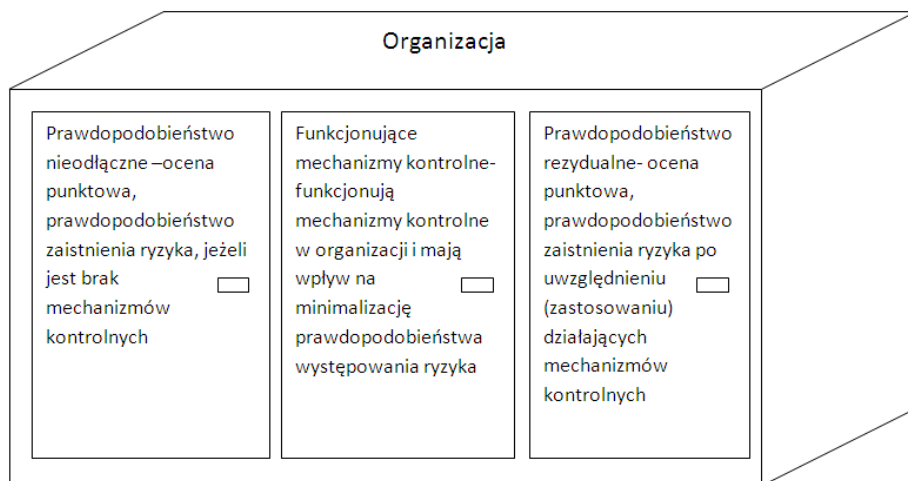 Organizacja
Prawdopodobieństwo
nieodłączne –ocena
punktowa,
prawdopodobieństwo
zaistnienia ryzyka, jeżeli
jest brak
mechanizmów
kontrolnych
Funkcjonujące
mechanizmy kontrolne-
funkcjonują
mechanizmy kontrolne
w organizacji i mają
wpływ na
minimalizację
prawdopodobieństwa
występowania ryzyka
Prawdopodobieństwo
rezydualne- ocena
punktowa,
prawdopodobieństwo
zaistnienia ryzyka po
uwzględnieniu
(zastosowaniu)
działających
mechanizmów
kontrolnych